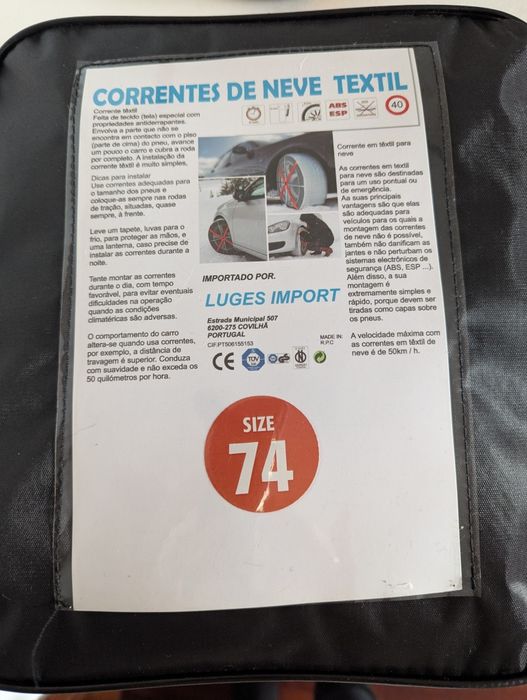 CORRENTES DE NEVE TEXTIL
Corrente têxtil
Feita de tecido (tela) especial com
propriedades antiderrapantes.
Envolva a parte que não se
encontra em contacto com o piso
(parte de cima) do pneu, avance
um pouco o carro e cubra a roda
por completo. A instalação da
corrente têxtil é muito simples.
Dicas para instalar
Use correntes adequadas para
o tamanho dos pneus e
coloque-as sempre nas rodas
de tração, situadas, quase
sempre, à frente.
Leve um tapete, luvas para o
frio, para proteger as mãos, e
uma lanterna, caso precise de
instalar as correntes durante a
noite.
Tente montar as correntes
durante o dia, com tempo
favorável, para evitar eventuais
dificuldades na operação
quando as condições
climatéricas são adversas.
O comportamento do carro
altera-se quando usa correntes,
por exemplo, a distância de
travagem é superior. Conduza
com suavidade e não exceda os
50 quilómetros por hora.
ABS
ESP
40
Corrente em têxtil para
neve
As correntes em textil
para neve são destinadas
para um uso pontual ou
de emergência.
Aa suas principais
vantagens são que elas
são adequadas para
veículos para os quais a
montagem das correntes
de neve não é possível,
também não danificam as
jantes e não perturbam os
sistemas electrônicos de
segurança (ABS, ESP ...).
Além disso, a sua
montagem é
extremamente simples e
rápido, porque devem ser
tiradas como capas sobre
os pneus.
A velocidade máxima com
as correntes em têxtil de
neve é de 50km / h.
IMPORTADO POR.
LUGES IMPORT
Estrada Municipal 507
6200-275 COVILHÃ
PORTUGAL
CIF.PT506155153
MADE IN:
R.P.C
CE
TÜV
GS
SIZE
74